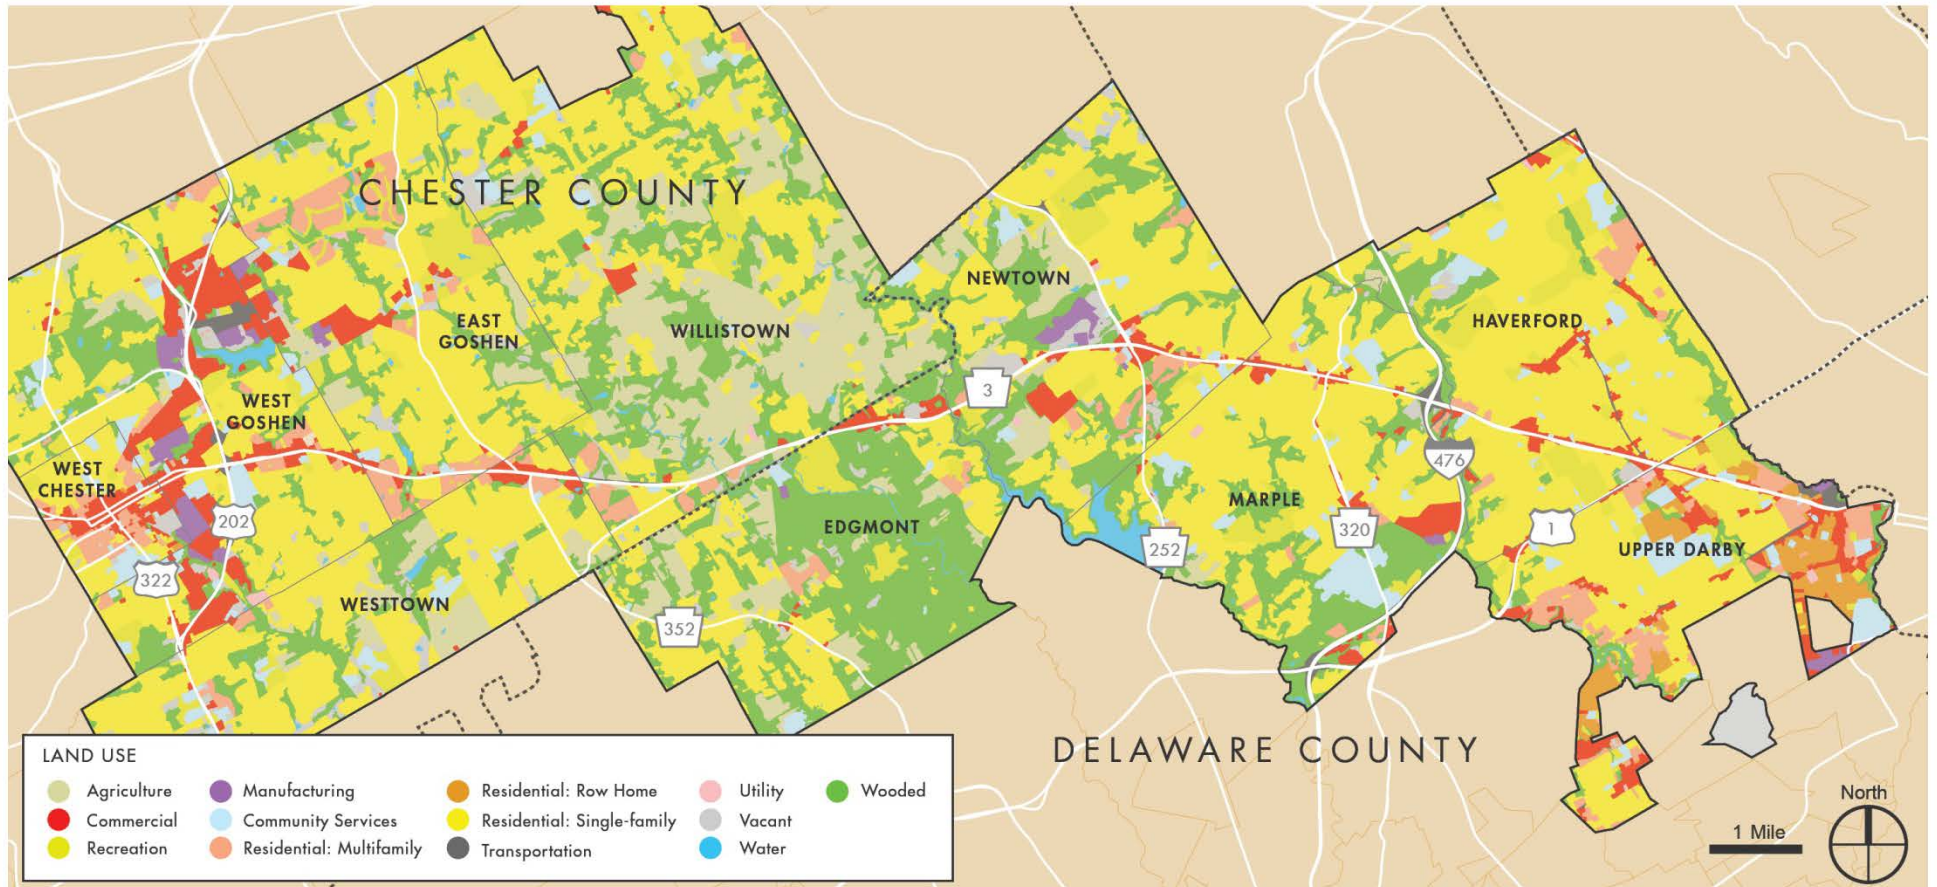 CHESTER COUNTY
NEWTOWN
HAVERFORD
EAST
GOSHEN
WILLISTOWN
3
WEST
GOSHEN
WEST
CHESTER
476
202
EDGMONT
MARPLE
320
252
1
UPPER DARBY
322
WESTTOWN
352
DELAWARE COUNTY
LAND USE
Agriculture
Commercial
Recreation
Manufacturing
Community Services
Residential: Multifamily
Residential: Row Home
Residential: Single-family
Transportation
Utility
Vacant
Water
Wooded
1 Mile
North